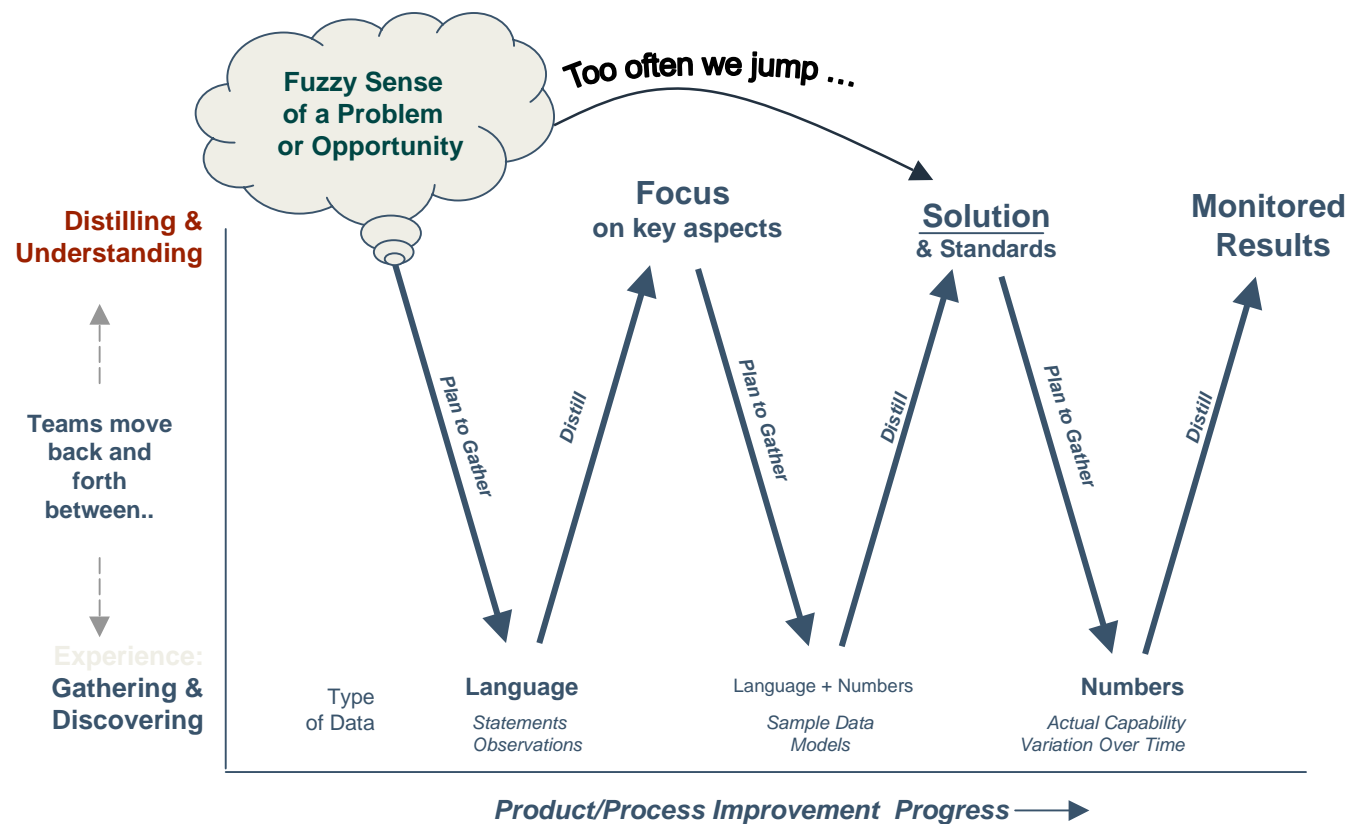 Fuzzy Sense
of a Problem
or Opportunity
Too often we jump ...
Focus
on key aspects
Solution
& Standards
Monitored
Results
Distilling &
Understanding
Teams move
back and
forth
between..
Experience:
Gathering &
Discovering
Plan to Gather
Distill
Plan to Gather
Distill
Plan to Gather
Distill
Type
of Data
Language
Statements
Observations
Language + Numbers
Sample Data
Models
Numbers
Actual Capability
Variation Over Time
Product/Process Improvement Progress